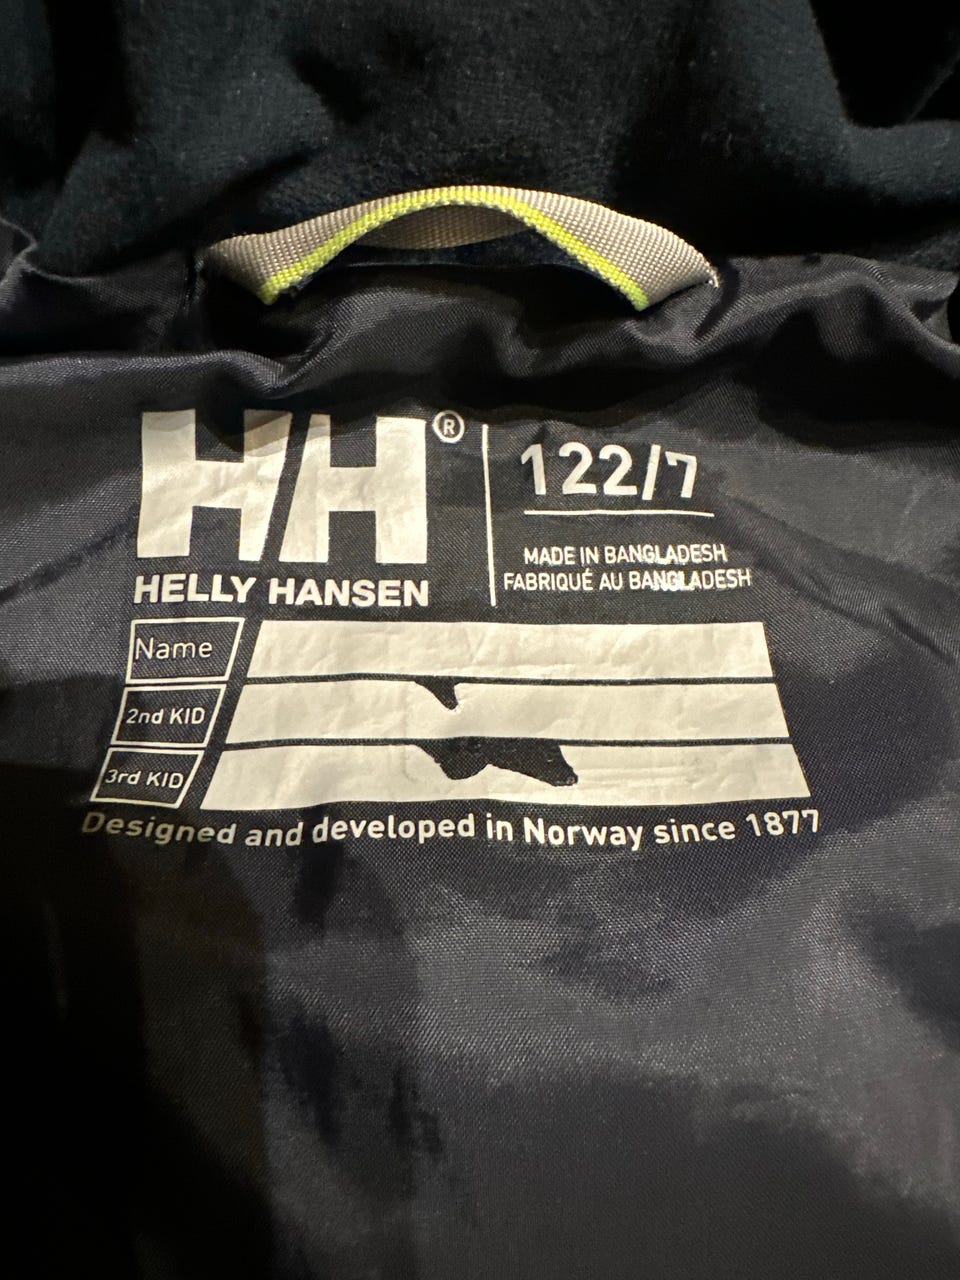 HH®
HELLY HANSEN
122/7
MADE IN BANGLADESH
FABRIQUÉ AU BANGLADESH
Name
2nd KID
3rd KID
Designed and developed in Norway since 1877